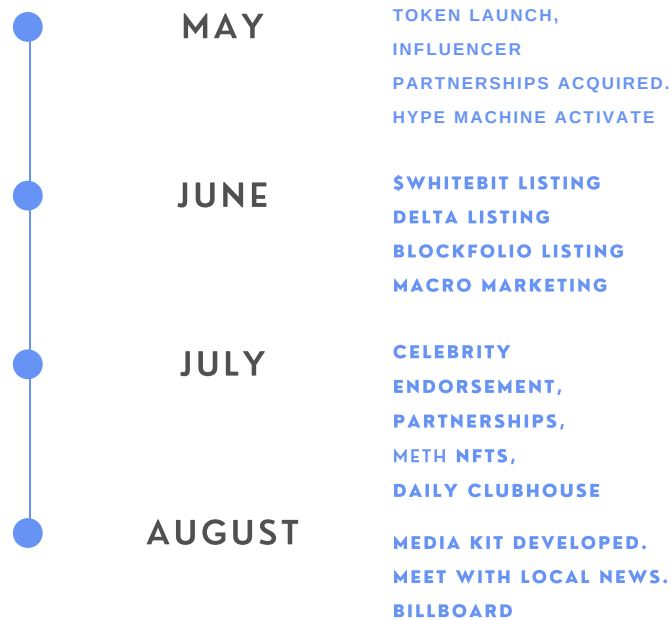 MAY
TOKEN LAUNCH,
INFLUENCER
PARTNERSHIPS ACQUIRED.
HYPE MACHINE ACTIVATE
JUNE
$WHITEBIT LISTING
DELTA LISTING
BLOCKFOLIO LISTING
MACRO MARKETING
JULY
CELEBRITY
ENDORSEMENT,
PARTNERSHIPS,
METH NFTS,
DAILY CLUBHOUSE
AUGUST
MEDIA KIT DEVELOPED.
MEET WITH LOCAL NEWS.
BILLBOARD